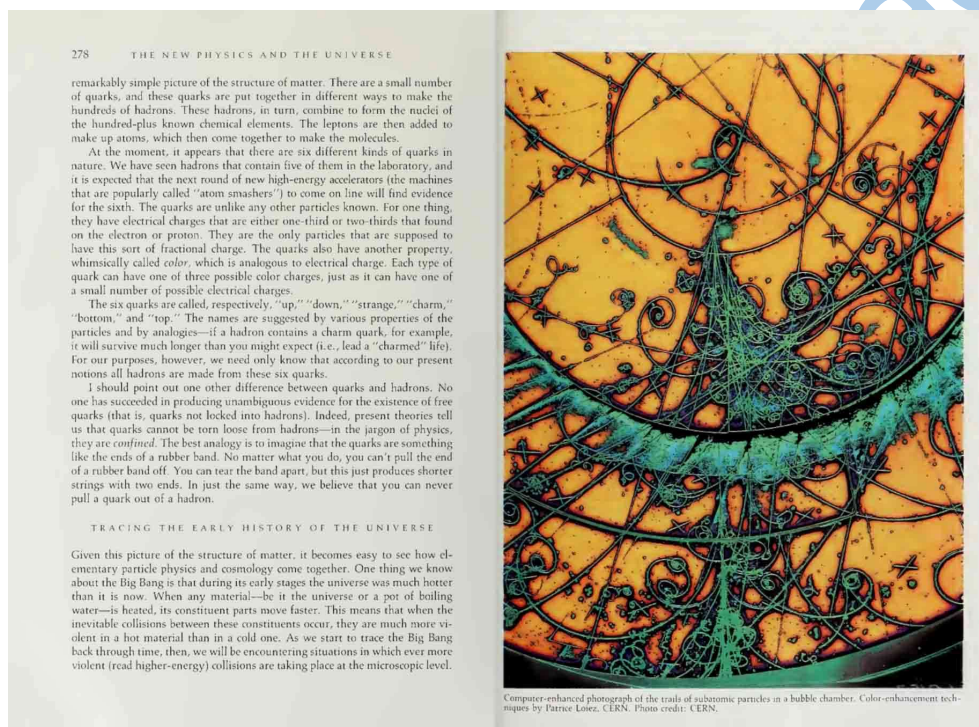 278 THE NEW PHYSICS AND THE UNIVERSE
remarkably simple picture of the structure of matter. There are a small number
of quarks, and these quarks are put together in different ways to make the
hundreds of hadrons. These hadrons, in turn, combine to form the nuclei of
the hundred-plus known chemical elements. The leptons are then added to
make up atoms, which then come together to make the molecules.
At the moment, it appears that there are six different kinds of quarks in
nature. We have seen hadrons that contain five of them in the laboratory, and
it is expected that the next round of new high-energy accelerators (the machines
that are popularly called "atom smashers") to come on line will find evidence
for the sixth. The quarks are unlike any other particles known. For one thing,
they have electrical charges that are either one-third or two-thirds that found
on the electron or proton. They are the only particles that are supposed to
have this sort of fractional charge. The quarks also have another property,
whimsically called color, which is analogous to electrical charge. Each type of
quark can have one of three possible color charges, just as it can have one of
a small number of possible electrical charges.
The six quarks are called, respectively, "up," "down," "strange," "charm,"
"bottom," and "top." The names are suggested by various properties of the
particles and by analogies—if a hadron contains a charm quark, for example,
it will survive much longer than you might expect (i.e., lead a "charmed" life).
For our purposes, however, we need only know that according to our present
notions all hadrons are made from these six quarks.
I should point out one other difference between quarks and hadrons. No
one has succeeded in producing unambiguous evidence for the existence of free
quarks (that is, quarks not locked into hadrons). Indeed, present theories tell
us that quarks cannot be torn loose from hadrons—in the jargon of physics,
they are confined. The best analogy is to imagine that the quarks are something
like the ends of a rubber band. No matter what you do, you can't pull the end
of a rubber band off. You can tear the band apart, but this just produces shorter
strings with two ends. In just the same way, we believe that you can never
pull a quark out of a hadron.
TRACING THE EARLY HISTORY OF THE UNIVERSE
Given this picture of the structure of matter, it becomes easy to see how el-
ementary particle physics and cosmology come together. One thing we know
about the Big Bang is that during its early stages the universe was much hotter
than it is now. When any material—be it the universe or a pot of boiling
water—is heated, its constituent parts move faster. This means that when the
inevitable collisions between these constituents occur, they are much more vi-
olent in a hot material than in a cold one. As we start to trace the Big Bang
back through time, then, we will be encountering situations in which ever more
violent (read higher-energy) collisions are taking place at the microscopic level.
Computer-enhanced photograph of the trails of subatomic particles in a bubble chamber. Color-enhancement tech-
niques by Patrice Loiez, CERN. Photo credit: CERN.